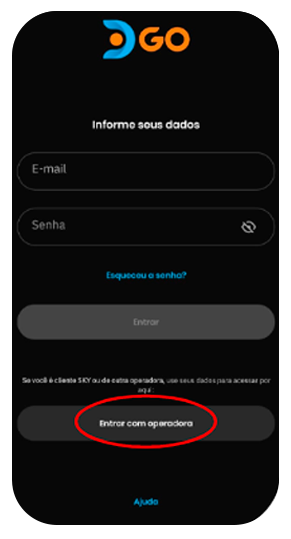 DGO
Informe seus dados
E-mail
Senha
Esqueceu a senha?
Entrar
Se você é cliente SKY ou de outra operadora, use seus dados para acessar por
aqui:
Entrar com operadora
Ajuda